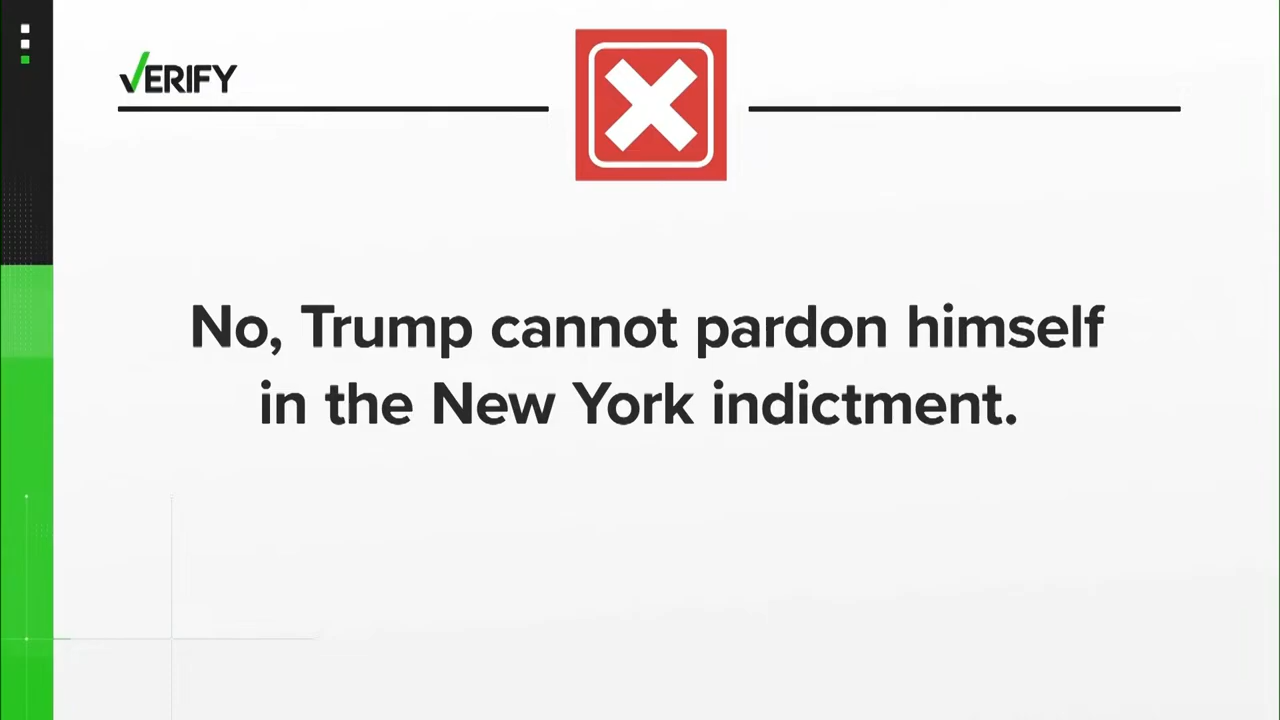 VERIFY
No, Trump cannot pardon himself
in the New York indictment.